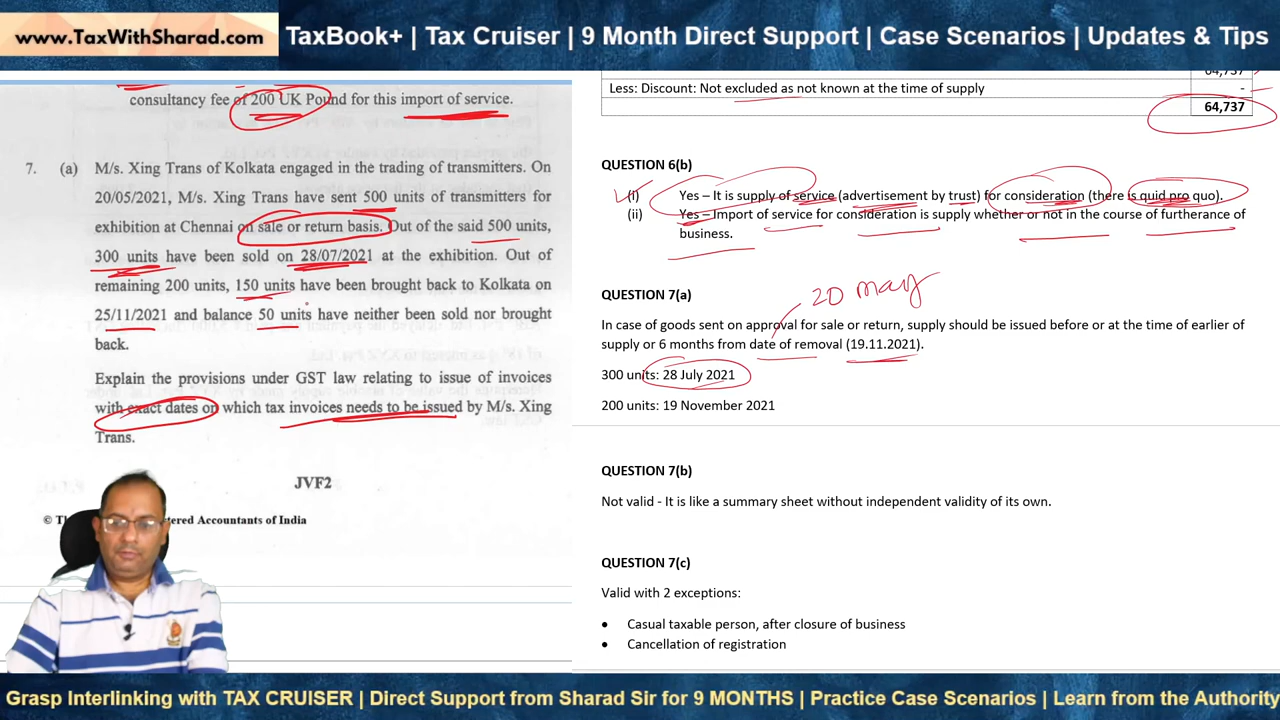 www.TaxWithSharad.com
TaxBook+ | Tax Cruiser | 9 Month Direct Support | Case Scenarios | Updates & Tips
consultancy fee of 200 UK Pound for this import of service.
7. (a) M/s. Xing Trans of Kolkata engaged in the trading of transmitters. On
20/05/2021, M/s. Xing Trans have sent 500 units of transmitters for
exhibition at Chennai on sale or return basis. Out of the said 500 units,
300 units have been sold on 28/07/2021 at the exhibition. Out of
remaining 200 units, 150 units have been brought back to Kolkata on
25/11/2021 and balance 50 units have neither been sold nor brought
back.
Explain the provisions under GST law relating to issue of invoices
with exact dates on which tax invoices needs to be issued by M/s. Xing
Trans.
JVF2
ered Accountants of India
64,737
Less: Discount: Not excluded as not known at the time of supply -
64,737
QUESTION 6(b)
(i) Yes – It is supply of service (advertisement by trust) for consideration (there is quid pro quo).
(ii) Yes – Import of service for consideration is supply whether or not in the course of furtherance of
business.
20 may
QUESTION 7(a)
In case of goods sent on approval for sale or return, supply should be issued before or at the time of earlier of
supply or 6 months from date of removal (19.11.2021).
300 units: 28 July 2021
200 units: 19 November 2021
QUESTION 7(b)
Not valid - It is like a summary sheet without independent validity of its own.
QUESTION 7(c)
Valid with 2 exceptions:
• Casual taxable person, after closure of business
• Cancellation of registration
Grasp Interlinking with TAX CRUISER | Direct Support from Sharad Sir for 9 MONTHS | Practice Case Scenarios | Learn from the Authority